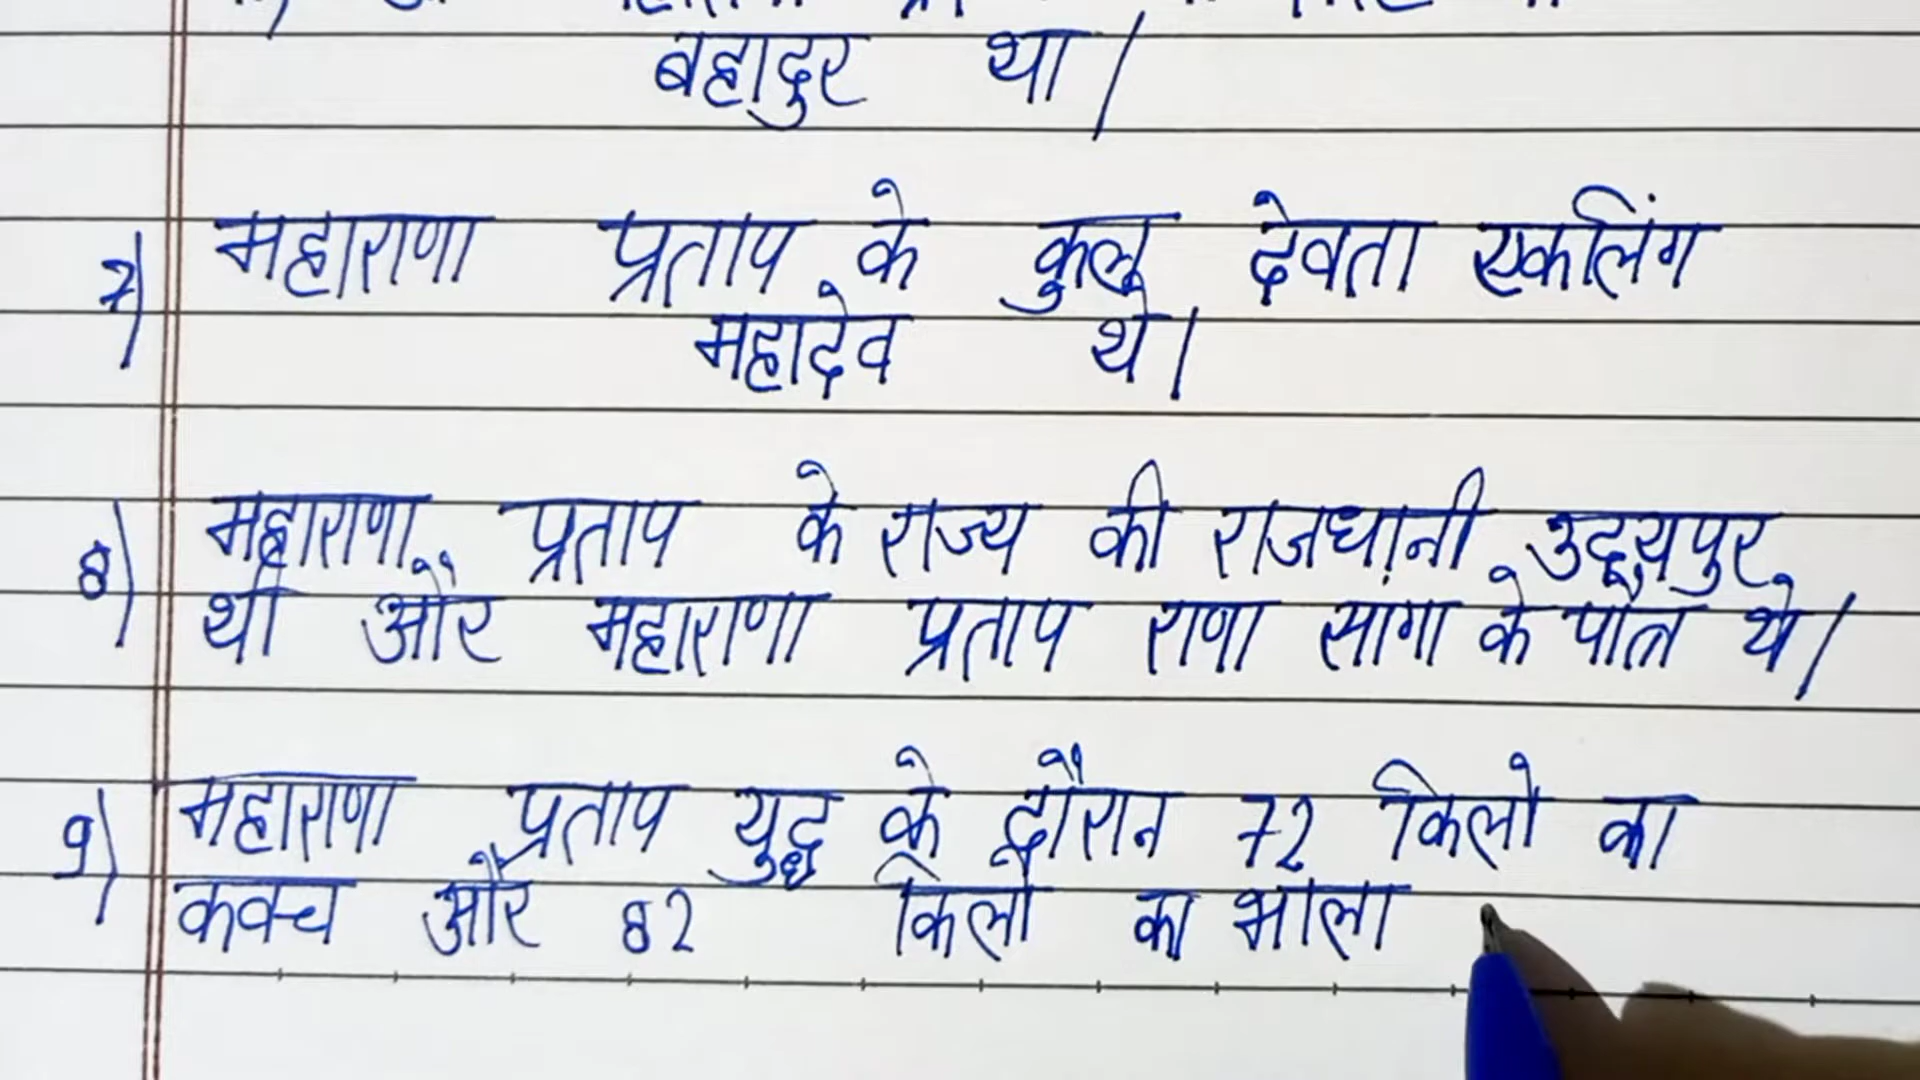 बहादुर था।
7) महाराणा प्रताप के कुल देवता एकलिंग
महादेव थे।
8) महाराणा प्रताप के राज्य की राजधानी उदयपुर
थी और महाराणा प्रताप राणा सांगा के पौत्र थे।
9) महाराणा प्रताप युद्ध के दौरान 72 किलो का
कवच और 82 किलो का भाला